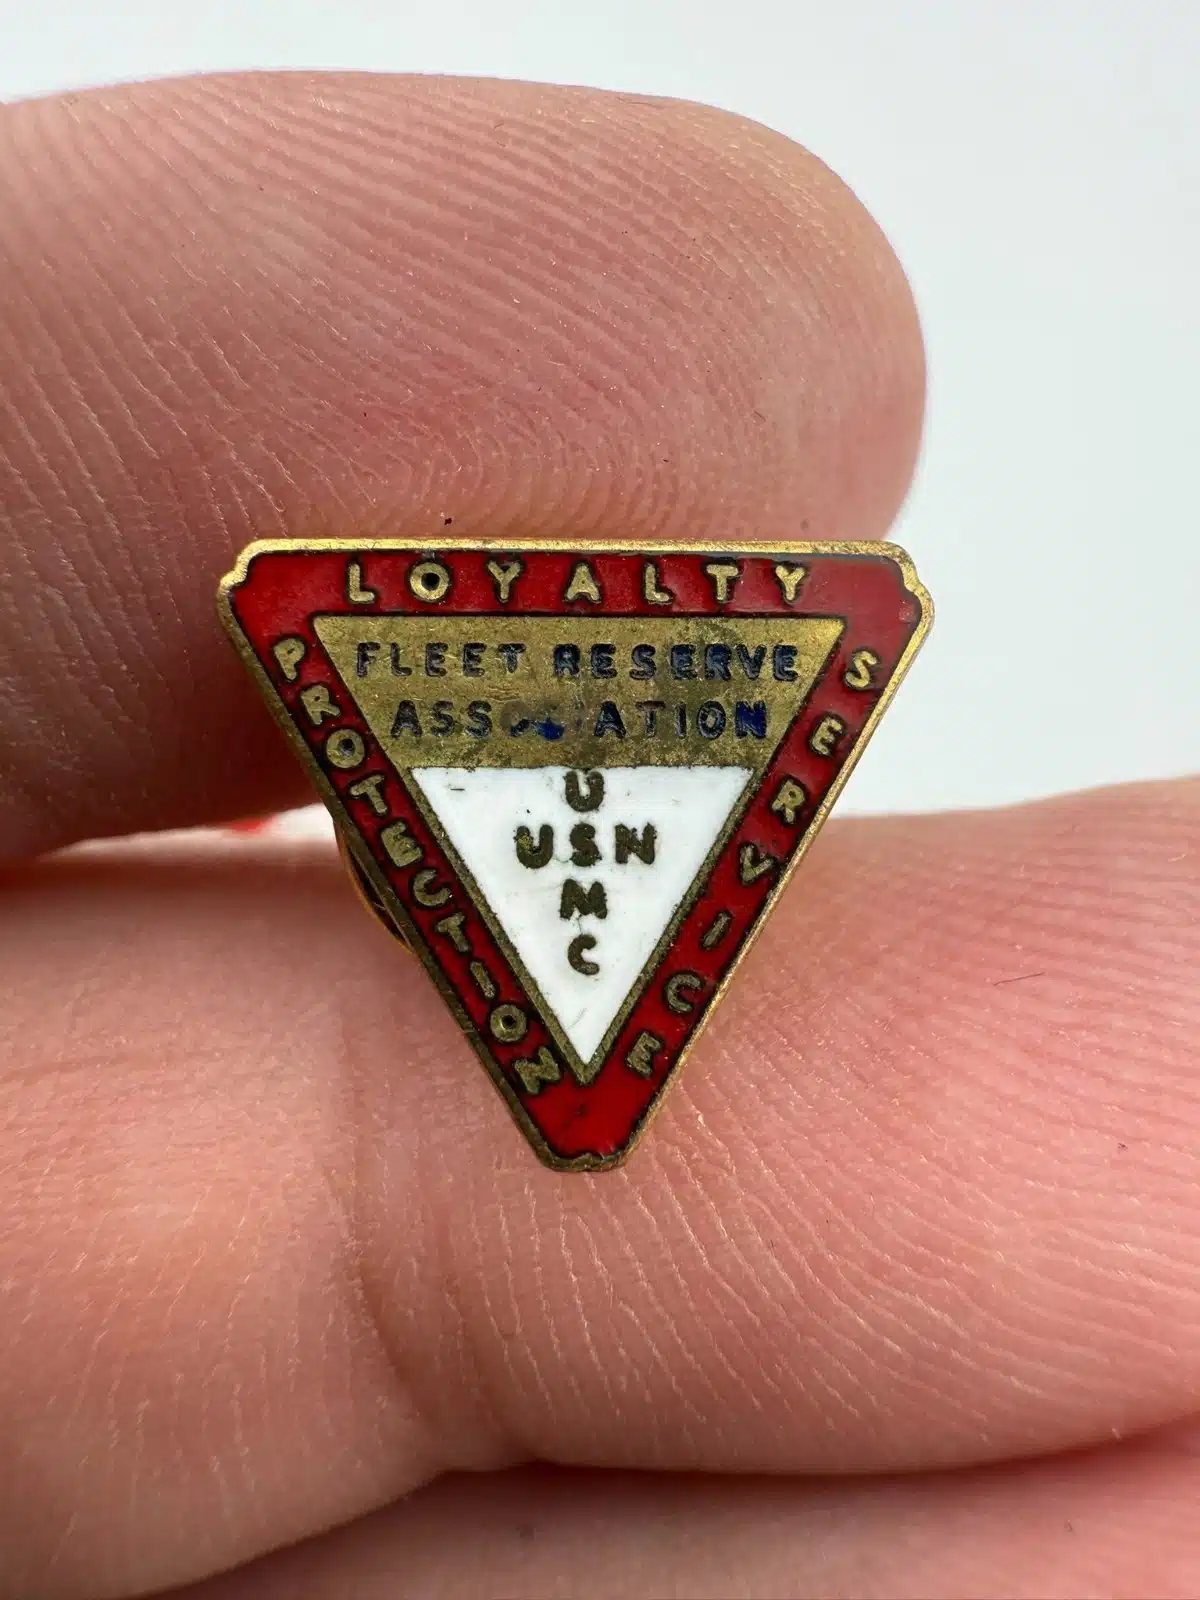 LOYALTY
PROTECTION
SERVICE
FLEET RESERVE
ASSOCIATION
U
USN
M
C